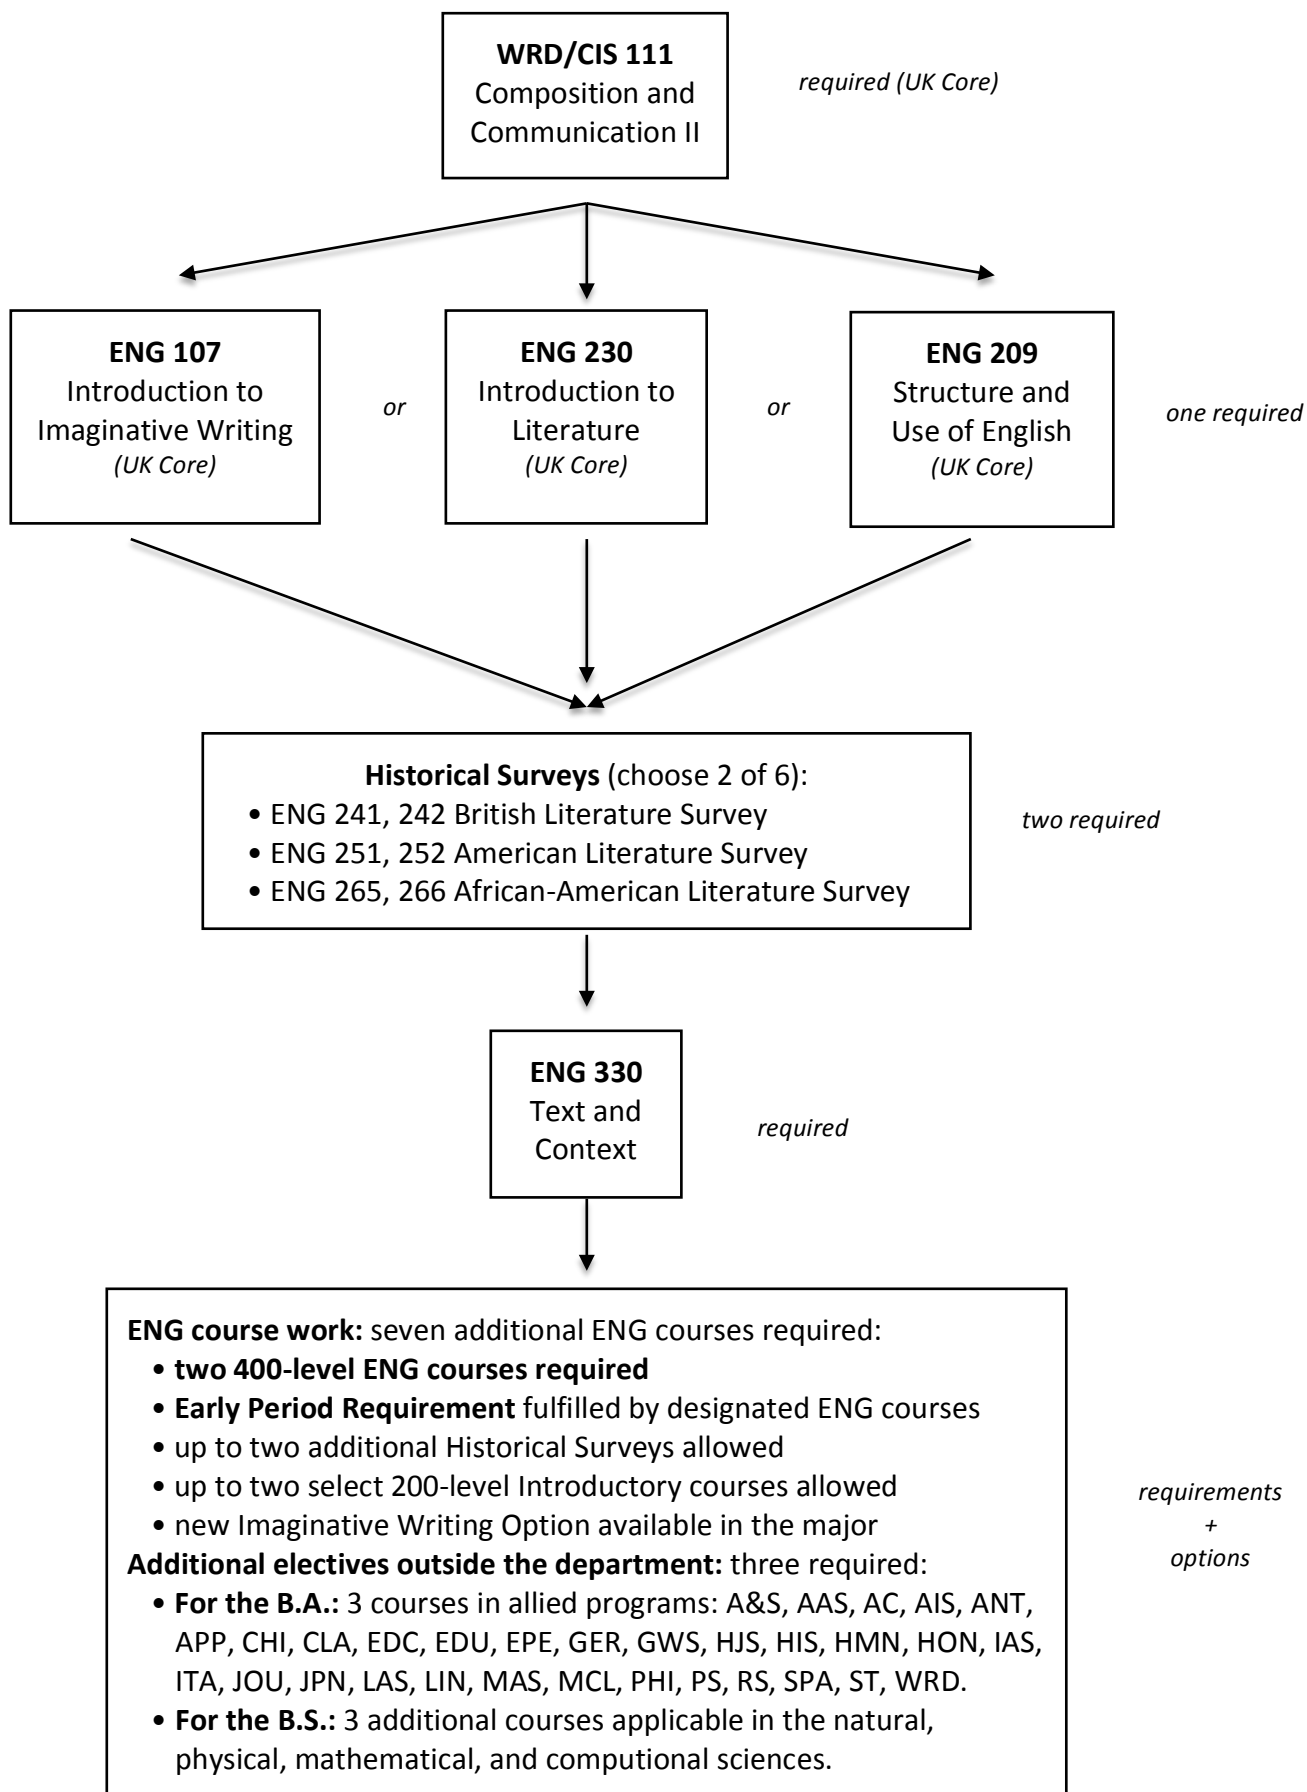 WRD/CIS 111
Composition and
Communication II
required (UK Core)
ENG 107
Introduction to
Imaginative Writing
(UK Core)
or
ENG 230
Introduction to
Literature
(UK Core)
or
ENG 209
Structure and
Use of English
(UK Core)
one required
Historical Surveys (choose 2 of 6):
• ENG 241, 242 British Literature Survey
• ENG 251, 252 American Literature Survey
• ENG 265, 266 African-American Literature Survey
two required
ENG 330
Text and
Context
required
ENG course work: seven additional ENG courses required:
• two 400-level ENG courses required
• Early Period Requirement fulfilled by designated ENG courses
• up to two additional Historical Surveys allowed
• up to two select 200-level Introductory courses allowed
• new Imaginative Writing Option available in the major
Additional electives outside the department: three required:
• For the B.A.: 3 courses in allied programs: A&S, AAS, AC, AIS, ANT,
APP, CHI, CLA, EDC, EDU, EPE, GER, GWS, HJS, HIS, HMN, HON, IAS,
ITA, JOU, JPN, LAS, LIN, MAS, MCL, PHI, PS, RS, SPA, ST, WRD.
• For the B.S.: 3 additional courses applicable in the natural,
physical, mathematical, and computional sciences.
requirements
+
options